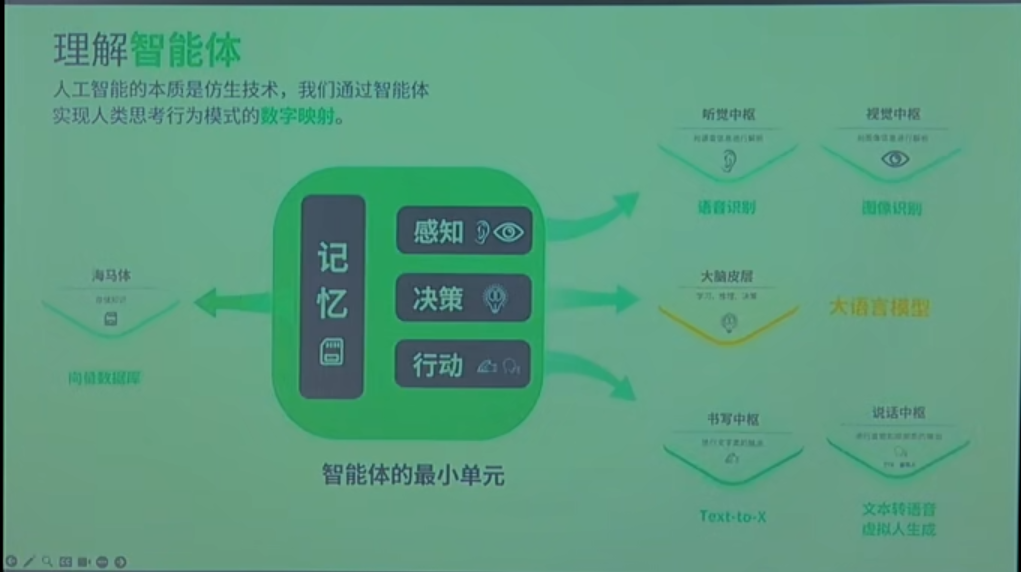 理解智能体
人工智能的本质是仿生技术，我们通过智能体
实现人类思考行为模式的数字映射。
海马体
向量数据库
记忆
感知
决策
行动
智能体的最小单元
听觉中枢
语音识别
视觉中枢
图像识别
大脑皮层
学习、推理、决策
大语言模型
书写中枢
Text-to-X
说话中枢
文本转语音
虚拟人生成